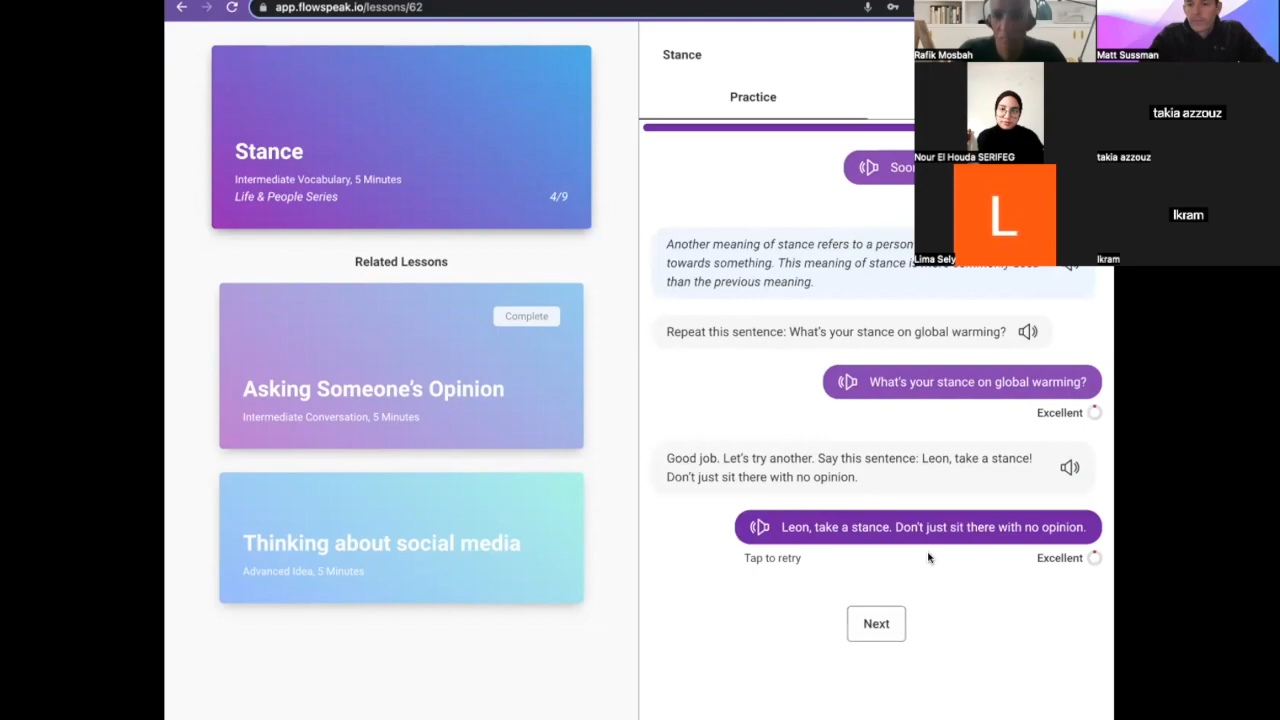 app.flowspeak.io/lessons/62
Stance
Intermediate Vocabulary, 5 Minutes
Life & People Series
4/9
Related Lessons
Complete
Asking Someone's Opinion
Intermediate Conversation, 5 Minutes
Thinking about social media
Advanced Idea, 5 Minutes
Stance
Practice
Another meaning of stance refers to a person
towards something. This meaning of stance is
than the previous meaning.
Repeat this sentence: What's your stance on global warming?
What's your stance on global warming?
Excellent
Good job. Let's try another. Say this sentence: Leon, take a stance!
Don't just sit there with no opinion.
Leon, take a stance. Don't just sit there with no opinion.
Tap to retry
Excellent
Next
Rafik Mosbah
Matt Sussman
Nour El Houda SERIFEG
takia azzouz
takia azzouz
L
Lima Sely
Ikram
Ikram